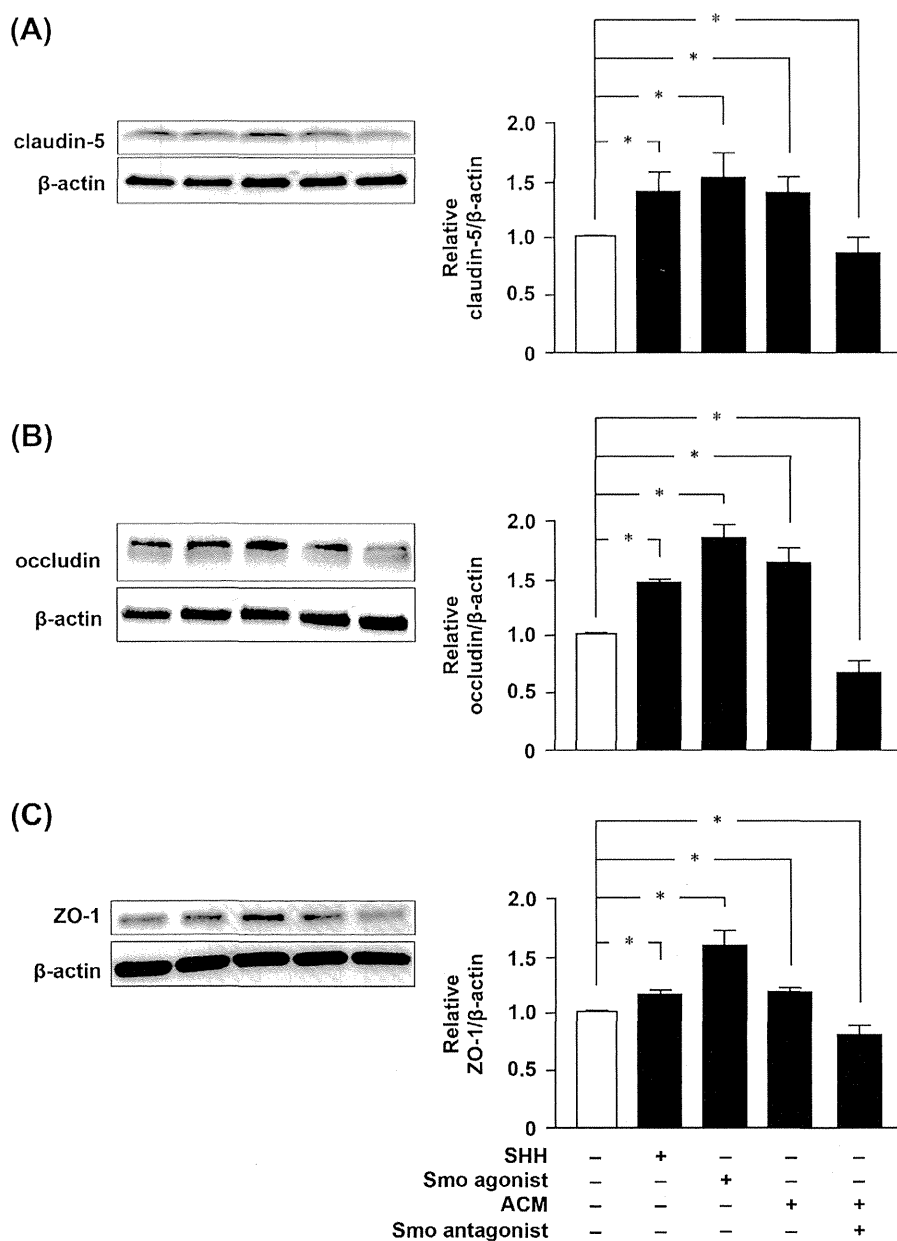 (A)
claudin-5
β-actin
Relative
claudin-5/β-actin
2.0
1.5
1.0
0.5
0
*
*
*
*
(B)
occludin
β-actin
Relative
occludin/β-actin
2.0
1.5
1.0
0.5
0
*
*
*
*
(C)
ZO-1
β-actin
Relative
ZO-1/β-actin
2.0
1.5
1.0
0.5
0
*
*
*
*
SHH – + – – –
Smo agonist – – + – –
ACM – – – + +
Smo antagonist – – – – +